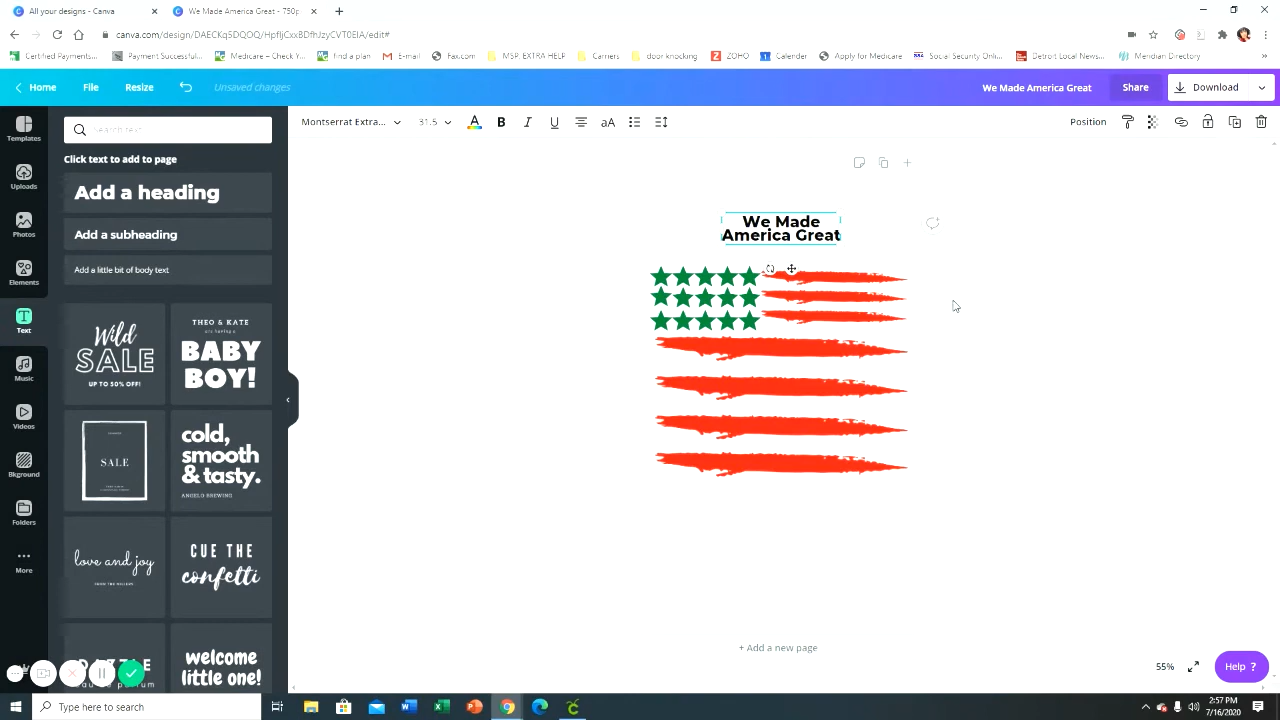 All your designs - Canva
We Made America Great - 750p
canva.com/design/DAECKqSDQOQ/HpfIjCxxBDfhJzyCVT0EIA/edit#
Certified Payments...
Payment Successful...
Medicare – Check Y...
find a plan
E-mail
Fax.com
MSP EXTRA HELP
Carriers
door knocking
ZOHO
Calender
Apply for Medicare
Social Security Onlin...
Detroit Local News...
Meridian Directory
Home
File
Resize
Unsaved changes
We Made America Great
Share
Download
Templates
Uploads
Photos
Elements
Text
Music
Videos
Bkground
Folders
More
Search text
Click text to add to page
Add a heading
Add a subheading
Add a little bit of body text
Wild
SALE
UP TO 50% OFF!
THEO & KATE
BABY
BOY!
SALE
cold,
smooth
& tasty.
ANGELO BREWING
love and joy
CUE THE
confetti
welcome
little one!
Montserrat Extra...
31.5
A
B
I
U
aA
Position
We Made
America Great
+ Add a new page
55%
Help ?
Type here to search
2:57 PM
7/16/2020